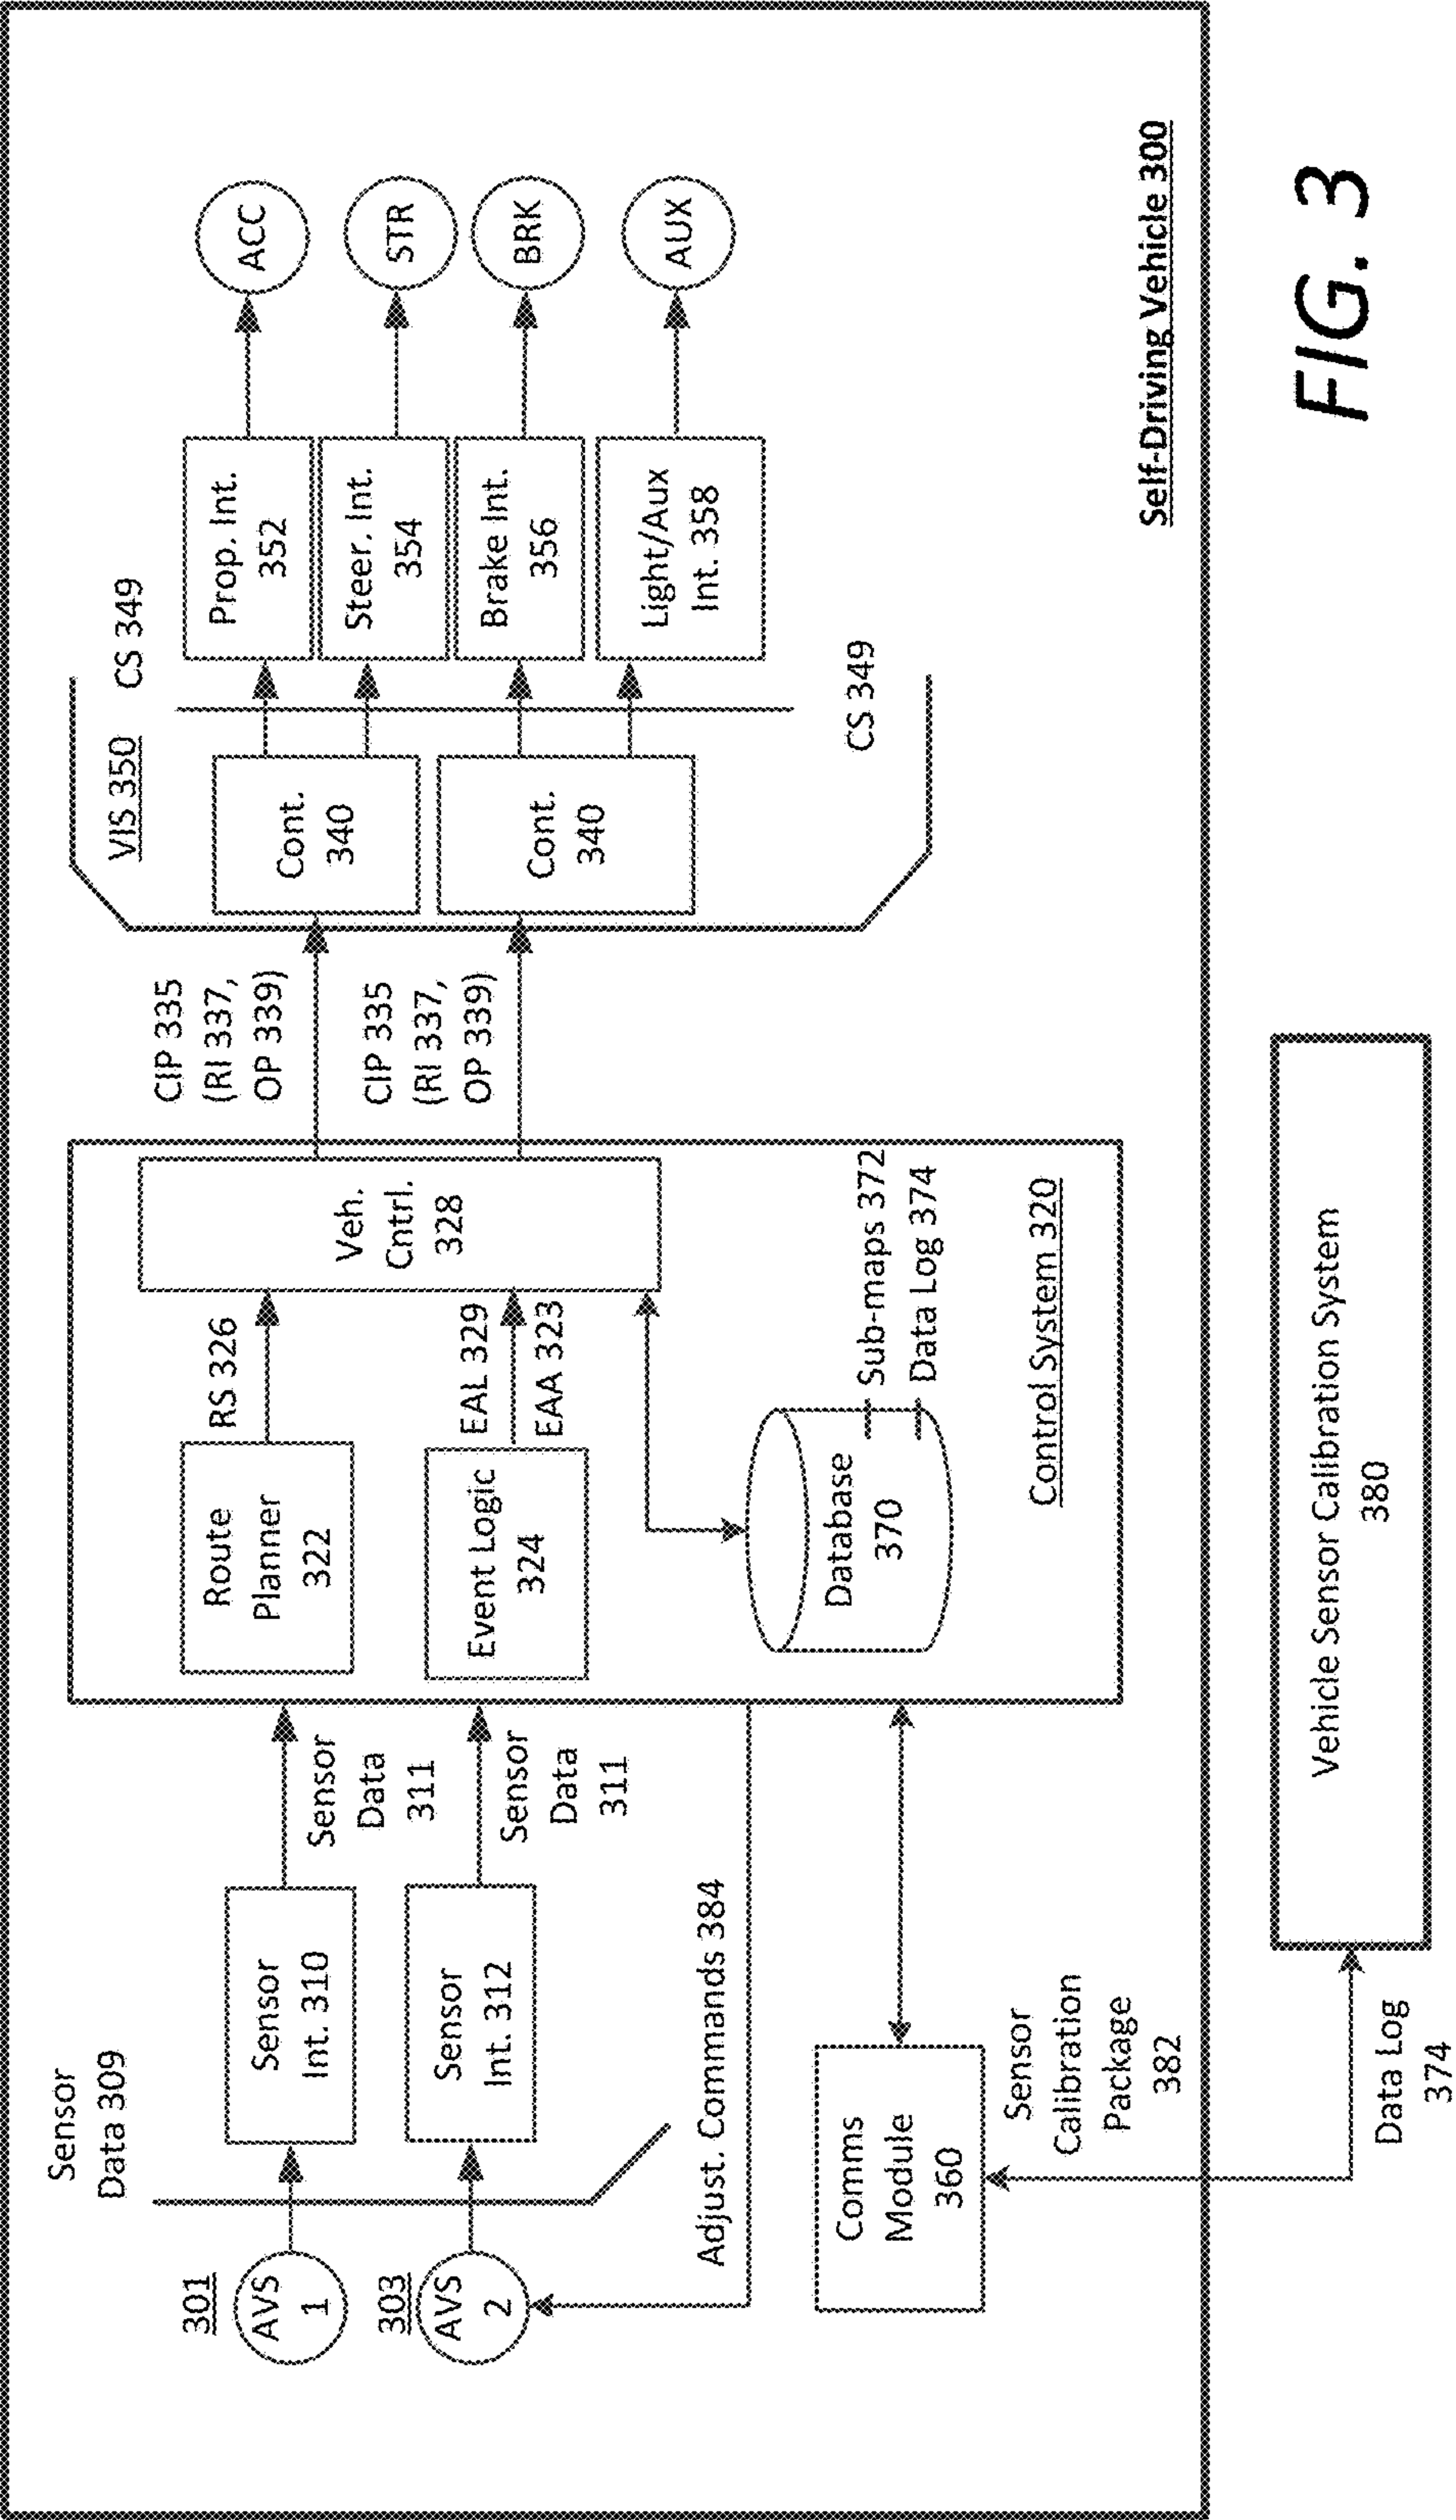 Sensor
Data 309
301
AVS
1
303
AVS
2
Sensor
Int. 310
Sensor
Int. 312
Sensor
Data
311
Sensor
Data
311
Adjust. Commands 384
Comms
Module
360
Sensor
Calibration
Package
382
Route
Planner
322
RS 326
Event Logic
324
EAL 329
EAA 323
Veh.
Cntrl.
328
Database
370
Sub-maps 372
Data Log 374
Control System 320
CIP 335
(RI 337,
OP 339)
CIP 335
(RI 337,
OP 339)
VIS 350
CS 349
Cont.
340
Cont.
340
CS 349
Prop. Int.
352
Steer. Int.
354
Brake Int.
356
Light/Aux
Int. 358
ACC
STR
BRK
AUX
Self-Driving Vehicle 300
Data Log
374
Vehicle Sensor Calibration System
380
FIG. 3